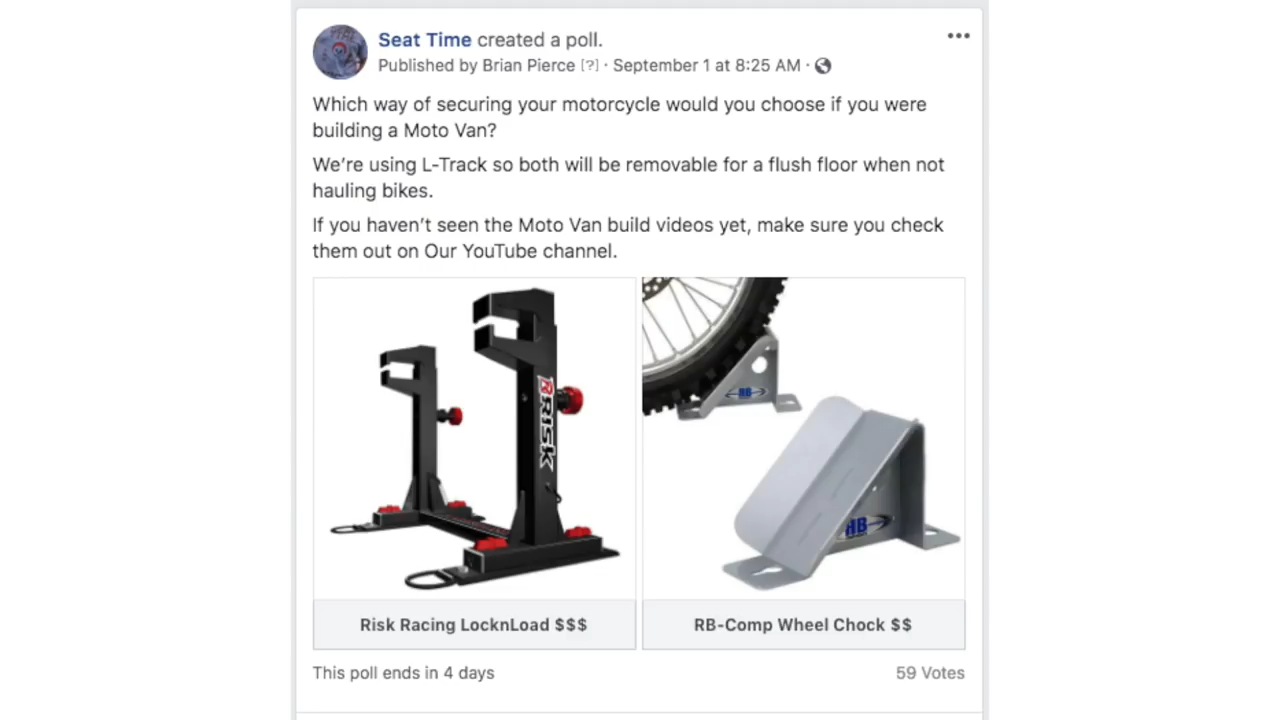 Seat Time created a poll.
Published by Brian Pierce [?] · September 1 at 8:25 AM ·
Which way of securing your motorcycle would you choose if you were
building a Moto Van?
We're using L-Track so both will be removable for a flush floor when not
hauling bikes.
If you haven't seen the Moto Van build videos yet, make sure you check
them out on Our YouTube channel.
RISK
RB
RB
Risk Racing LocknLoad $$$
RB-Comp Wheel Chock $$
This poll ends in 4 days
59 Votes